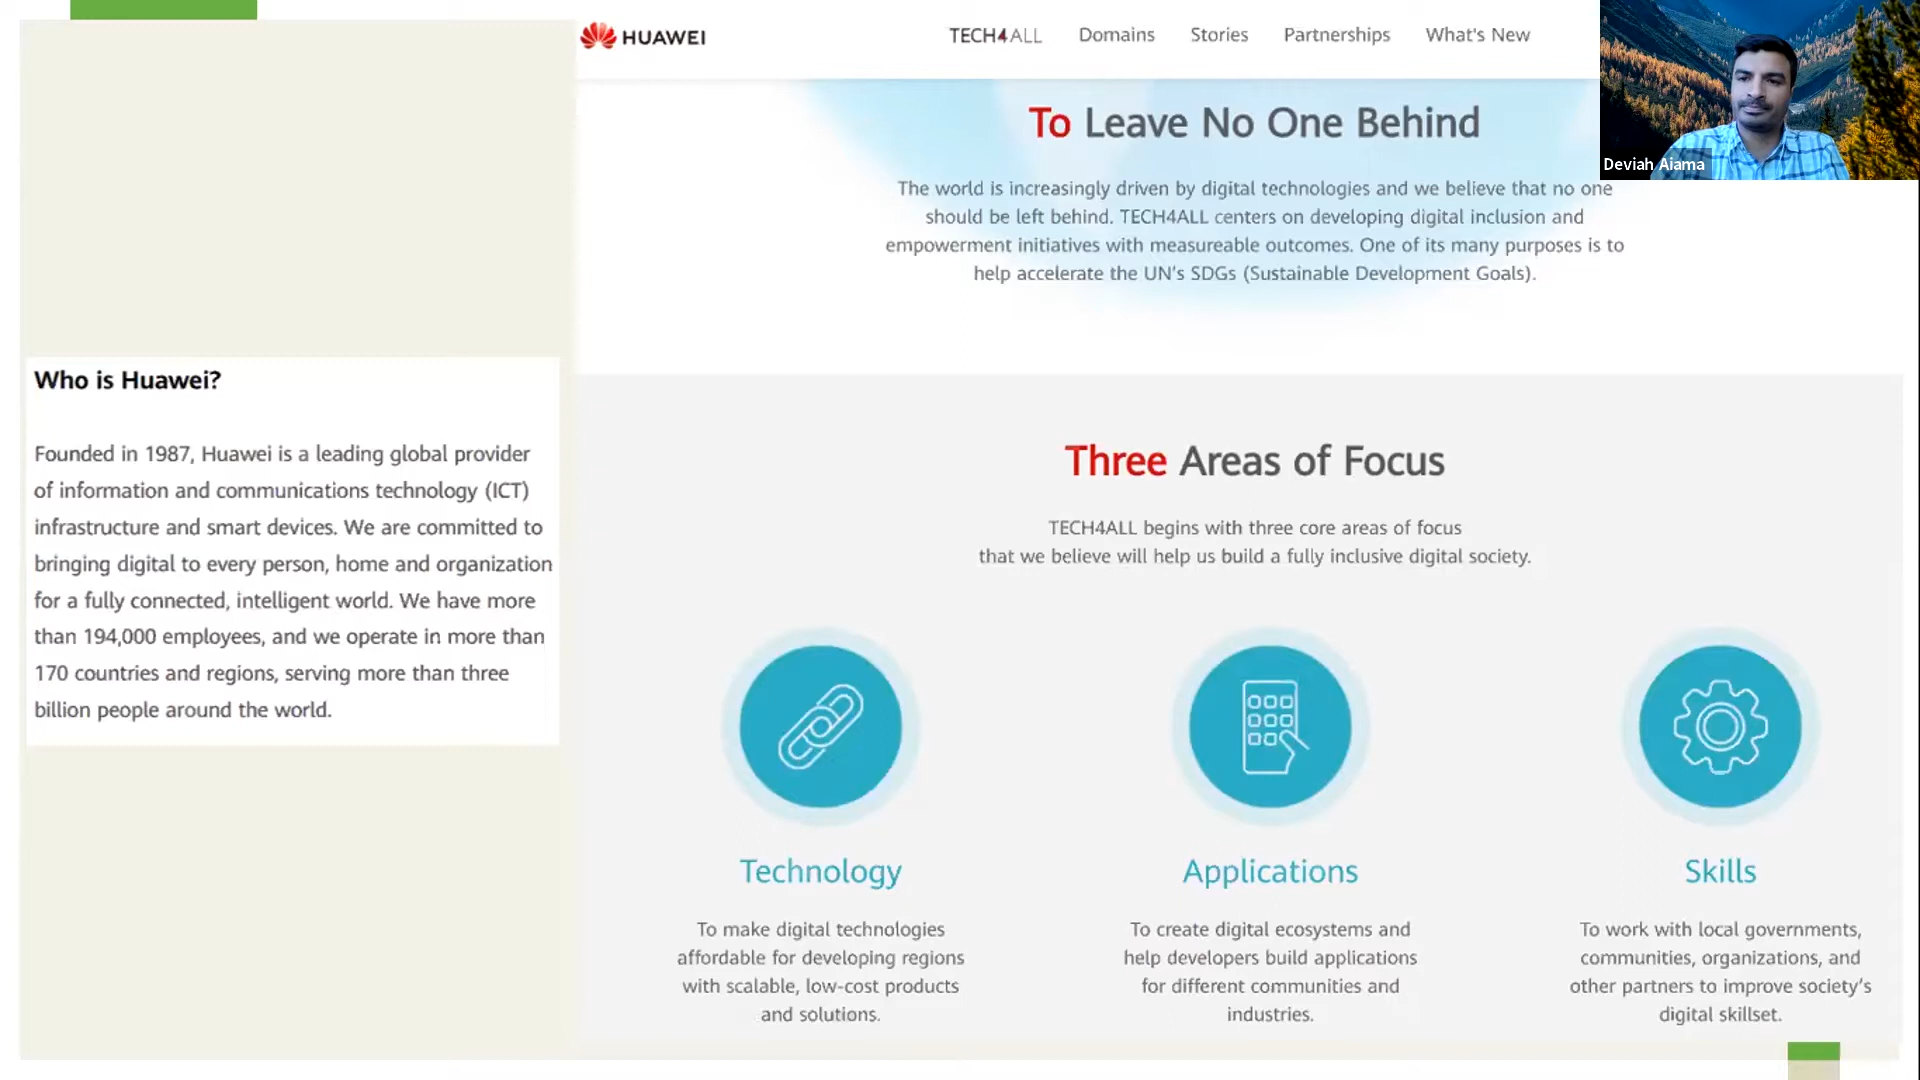 HUAWEI
TECH4ALL Domains Stories Partnerships What's New
To Leave No One Behind
The world is increasingly driven by digital technologies and we believe that no one
should be left behind. TECH4ALL centers on developing digital inclusion and
empowerment initiatives with measureable outcomes. One of its many purposes is to
help accelerate the UN's SDGs (Sustainable Development Goals).
Deviah Aiama
Who is Huawei?
Founded in 1987, Huawei is a leading global provider
of information and communications technology (ICT)
infrastructure and smart devices. We are committed to
bringing digital to every person, home and organization
for a fully connected, intelligent world. We have more
than 194,000 employees, and we operate in more than
170 countries and regions, serving more than three
billion people around the world.
Three Areas of Focus
TECH4ALL begins with three core areas of focus
that we believe will help us build a fully inclusive digital society.
Technology
To make digital technologies
affordable for developing regions
with scalable, low-cost products
and solutions.
Applications
To create digital ecosystems and
help developers build applications
for different communities and
industries.
Skills
To work with local governments,
communities, organizations, and
other partners to improve society's
digital skillset.